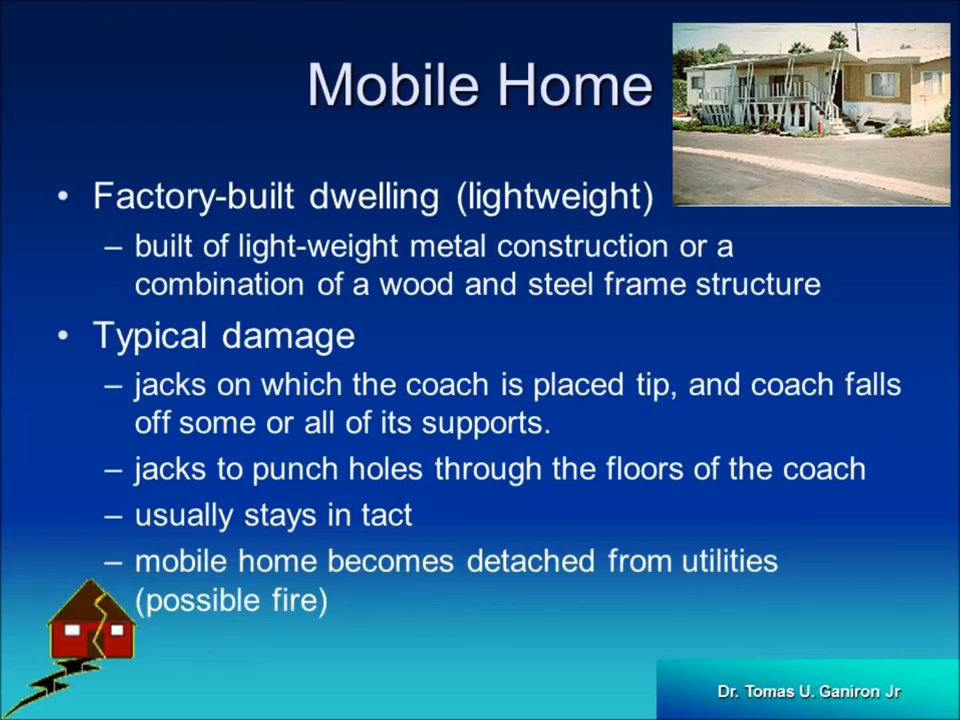 Mobile Home
• Factory-built dwelling (lightweight)
– built of light-weight metal construction or a
combination of a wood and steel frame structure
• Typical damage
– jacks on which the coach is placed tip, and coach falls
off some or all of its supports.
– jacks to punch holes through the floors of the coach
– usually stays in tact
– mobile home becomes detached from utilities
(possible fire)
Dr. Tomas U. Ganiron Jr